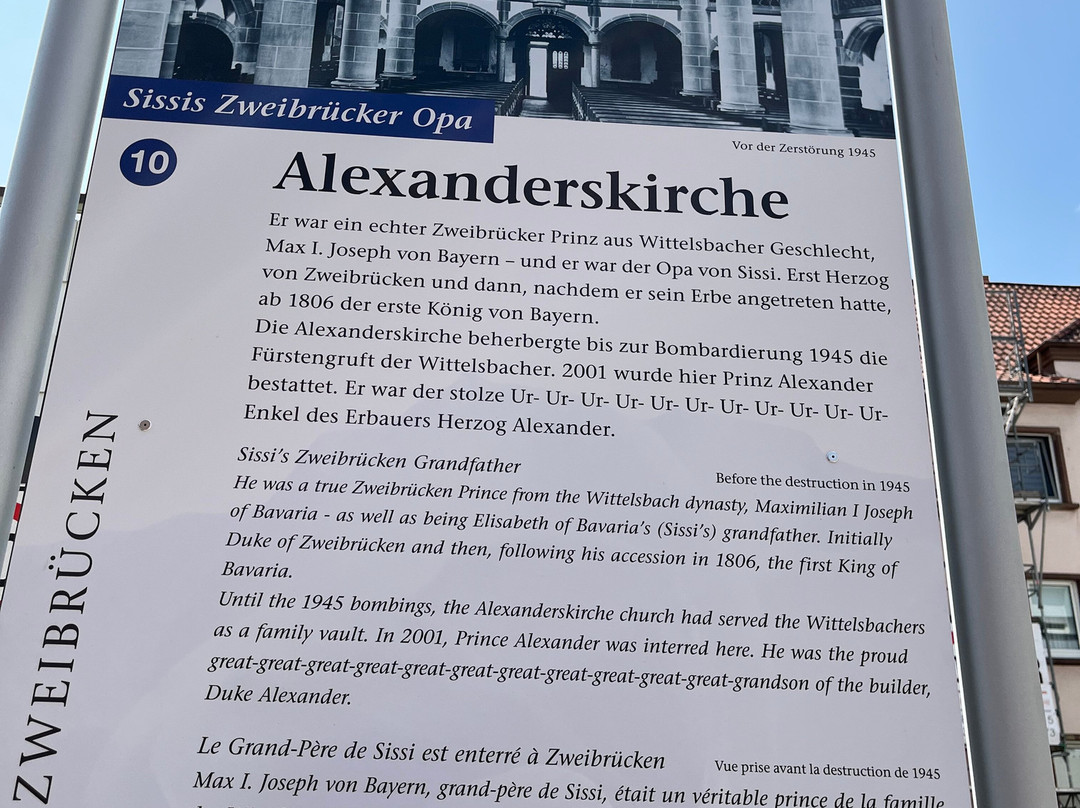 Sissis Zweibrücker Opa
Vor der Zerstörung 1945
10
Alexanderskirche
Er war ein echter Zweibrücker Prinz aus Wittelsbacher Geschlecht,
Max I. Joseph von Bayern – und er war der Opa von Sissi. Erst Herzog
von Zweibrücken und dann, nachdem er sein Erbe angetreten hatte,
ab 1806 der erste König von Bayern.
Die Alexanderskirche beherbergte bis zur Bombardierung 1945 die
Fürstengruft der Wittelsbacher. 2001 wurde hier Prinz Alexander
bestattet. Er war der stolze Ur- Ur- Ur- Ur- Ur- Ur- Ur- Ur- Ur- Ur- Ur-
Enkel des Erbauers Herzog Alexander.
Sissi's Zweibrücken Grandfather
Before the destruction in 1945
He was a true Zweibrücken Prince from the Wittelsbach dynasty, Maximilian I Joseph
of Bavaria - as well as being Elisabeth of Bavaria's (Sissi's) grandfather. Initially
Duke of Zweibrücken and then, following his accession in 1806, the first King of
Bavaria.
Until the 1945 bombings, the Alexanderskirche church had served the Wittelsbachers
as a family vault. In 2001, Prince Alexander was interred here. He was the proud
great-great-great-great-great-great-great-great-great-great-great-grandson of the builder,
Duke Alexander.
Le Grand-Père de Sissi est enterré à Zweibrücken
Vue prise avant la destruction de 1945
Max I. Joseph von Bayern, grand-père de Sissi, était un véritable prince de la famille
ZWEIBRÜCKEN